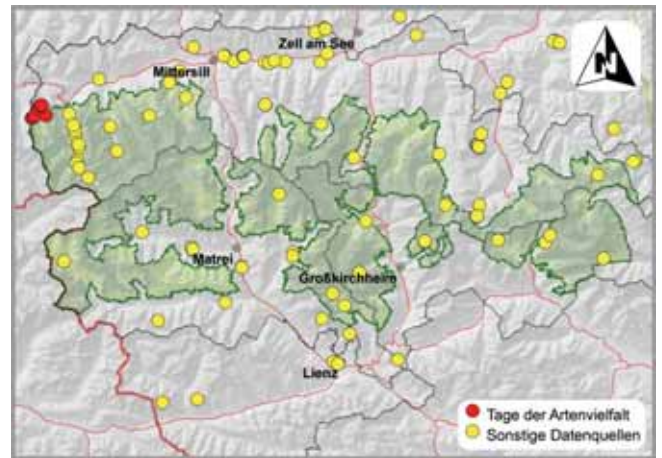 Zell am See
Mittersill
N
Matrei
Großkirchheim
Lienz
Tage der Artenvielfalt
Sonstige Datenquellen